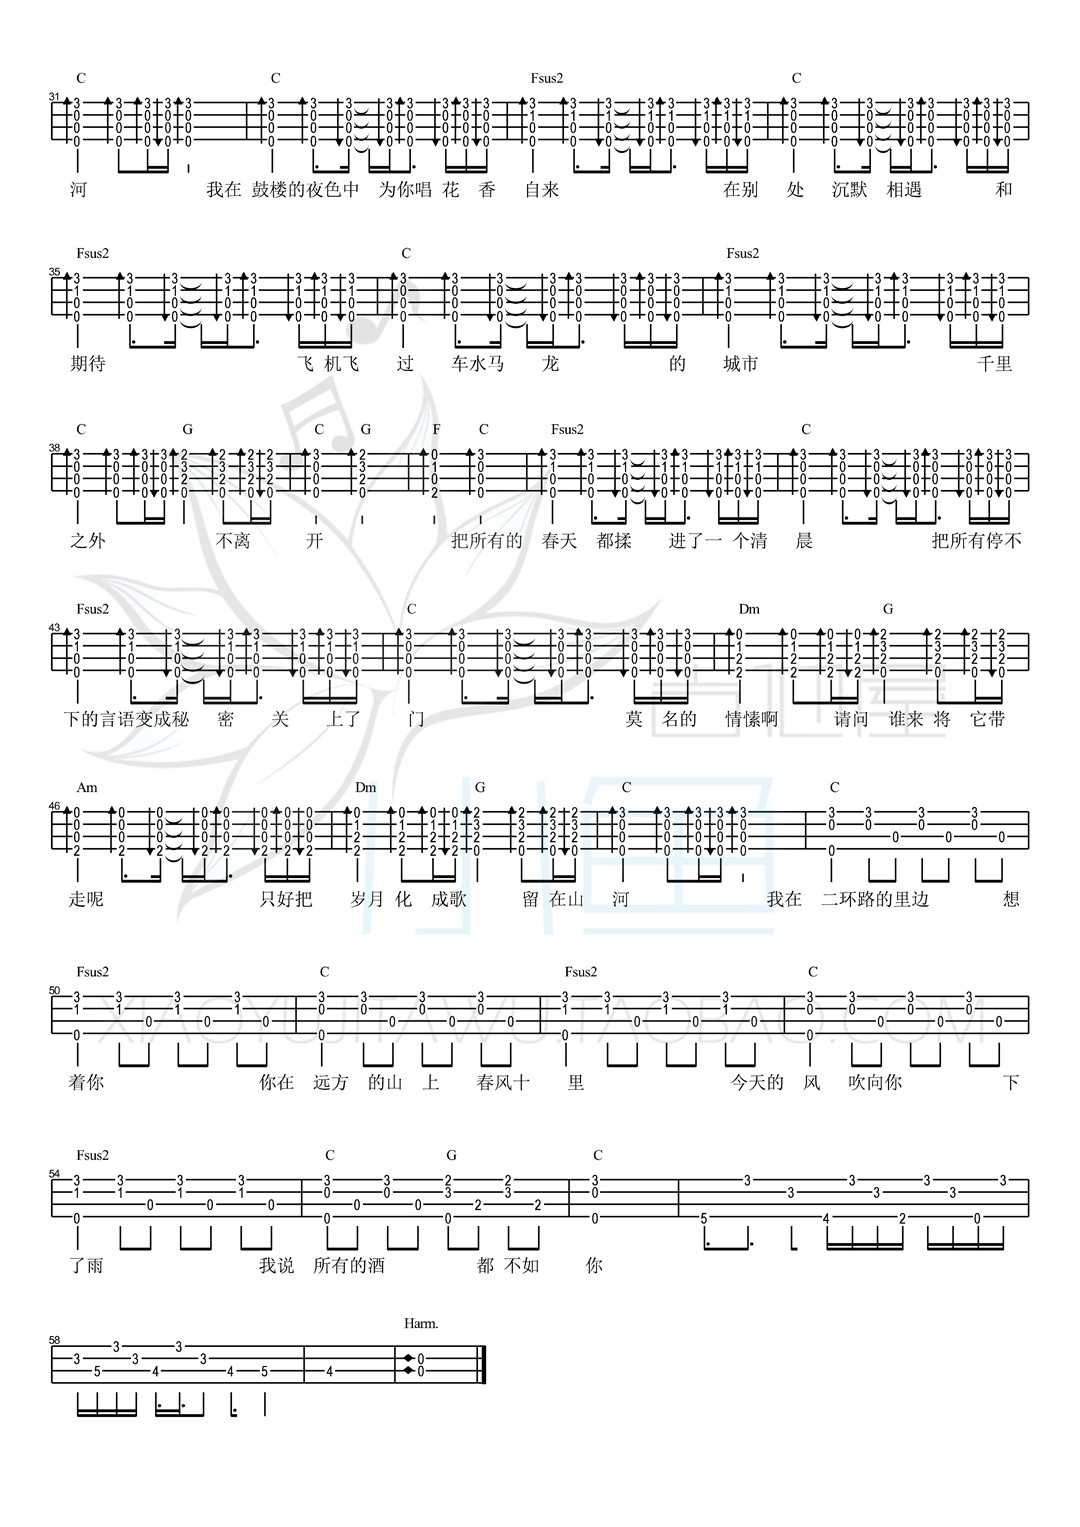 C C Fsus2 C
31
河 我在 鼓楼的夜色中 为你唱 花 香 自来 在别 处 沉默 相遇 和
Fsus2 C Fsus2
35
期待 飞 机飞 过 车水马 龙 的 城市 千里
C G C G F C Fsus2 C
38
之外 不离 开 把所有的 春天 都揉 进了一 个清 晨 把所有停不
Fsus2 C Dm G
43
下的言语变成秘 密 关 上了 门 莫 名的 情愫啊 请问 谁来 将 它带
Am Dm G C C
46
走呢 只好把 岁月 化 成歌 留 在山 河 我在 二环路的里边 想
Fsus2 C Fsus2 C
50
着你 你在 远方 的山 上 春风十 里 今天的 风 吹向你 下
XIAOYUJITAWU.TAOBAO.COM
Fsus2 C G C
54
了雨 我说 所有的酒 都 不如 你
Harm.
58